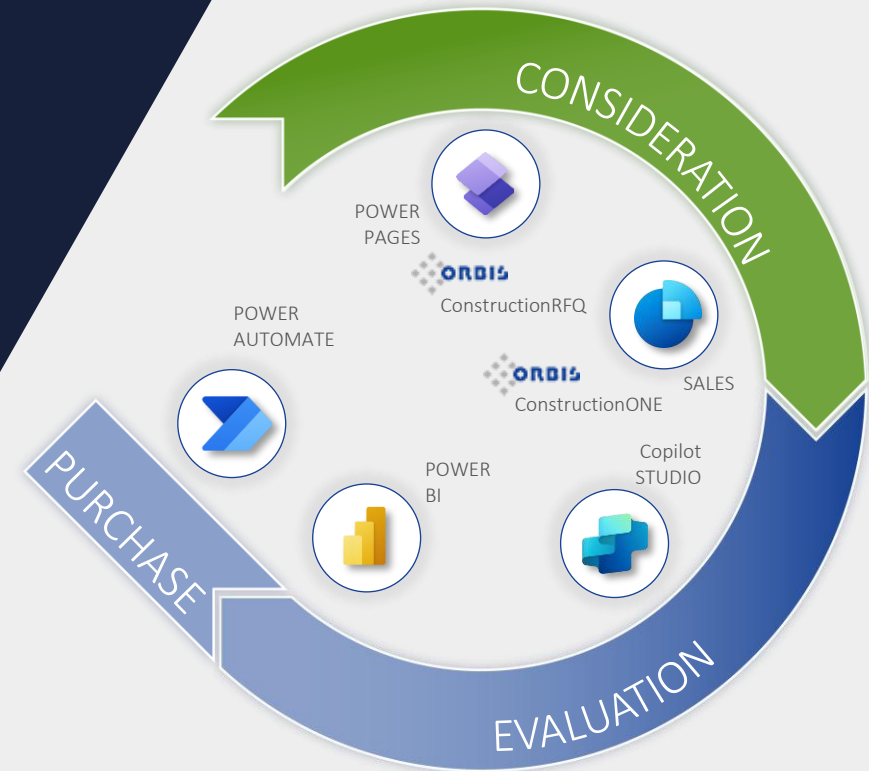 CONSIDERATION
POWER
PAGES
ORBIS
ConstructionRFQ
POWER
AUTOMATE
ORBIS
ConstructionONE
SALES
Copilot
STUDIO
POWER
BI
PURCHASE
EVALUATION